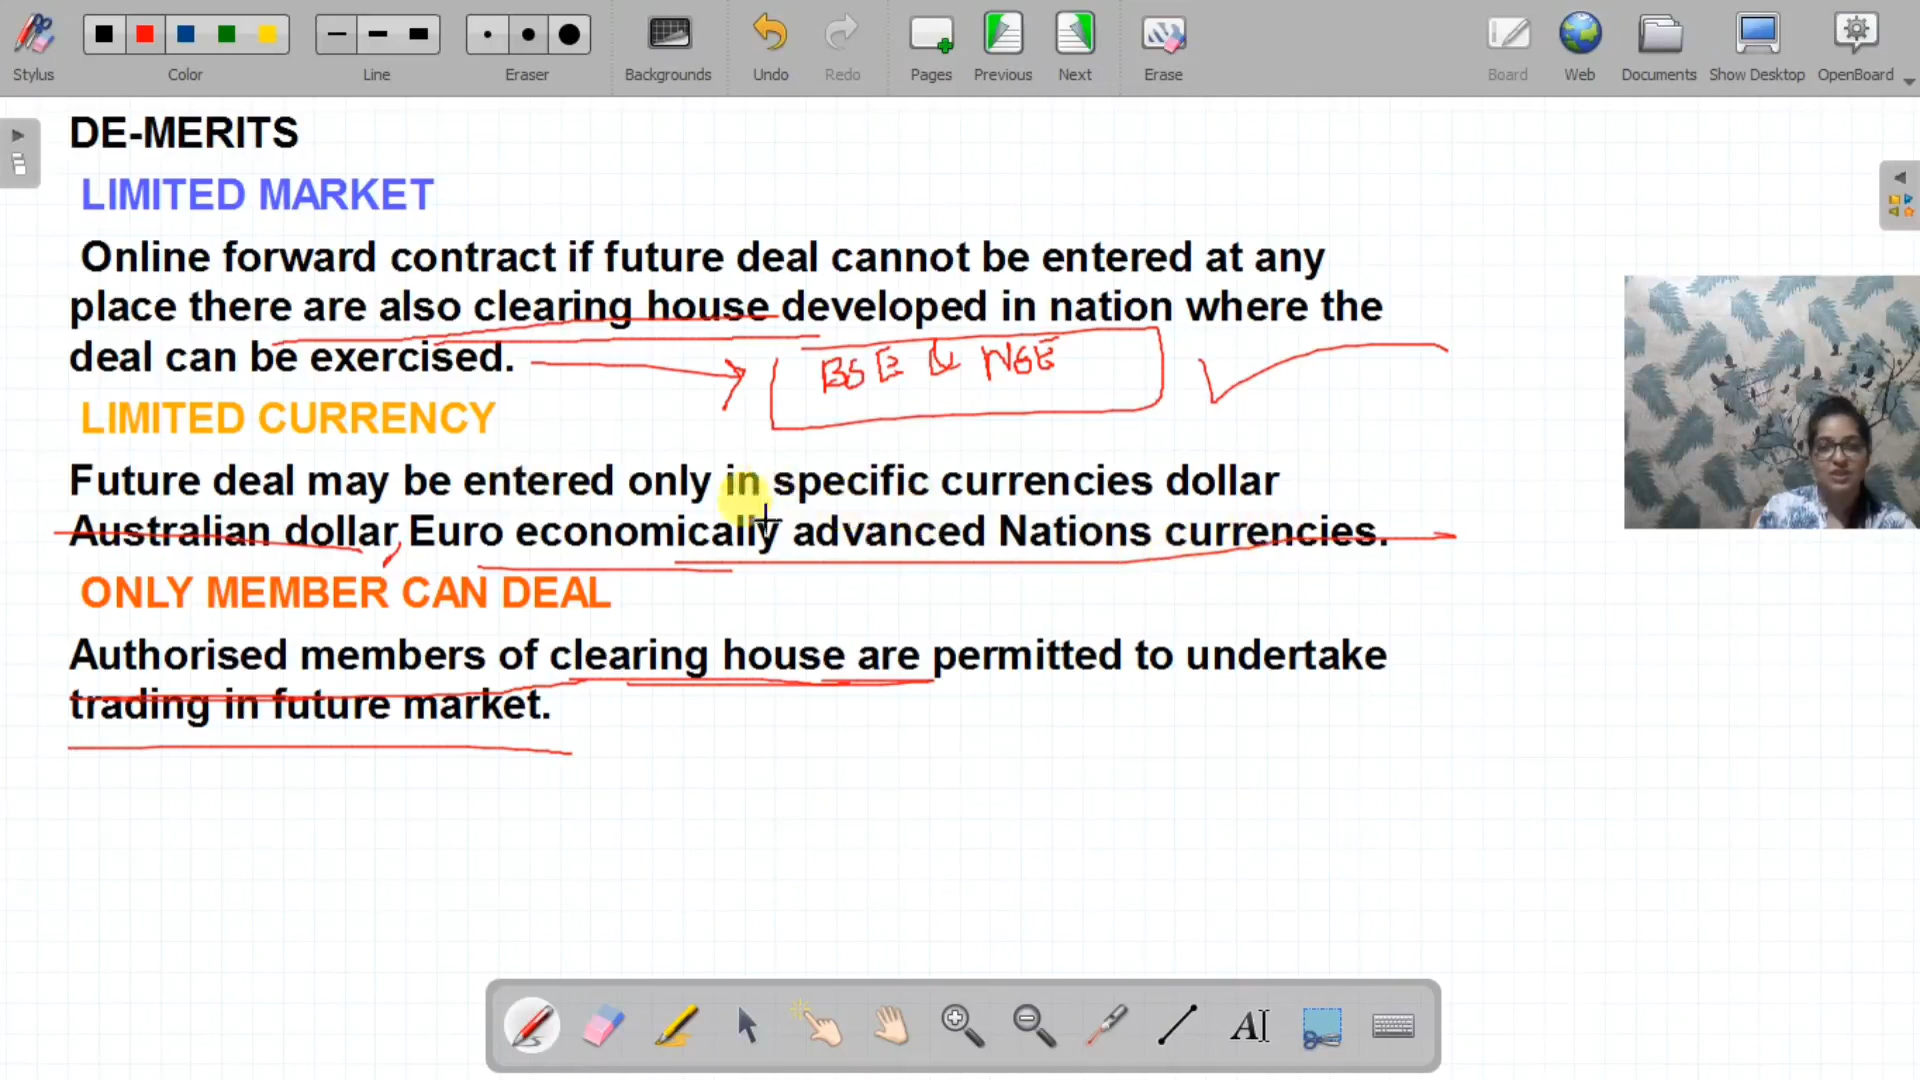 Stylus Color Line Eraser Backgrounds Undo Redo Pages Previous Next Erase Board Web Documents Show Desktop OpenBoard
DE-MERITS
LIMITED MARKET
Online forward contract if future deal cannot be entered at any
place there are also clearing house developed in nation where the
deal can be exercised.
BSE & NSE
LIMITED CURRENCY
Future deal may be entered only in specific currencies dollar
Australian dollar, Euro economically advanced Nations currencies.
ONLY MEMBER CAN DEAL
Authorised members of clearing house are permitted to undertake
trading in future market.